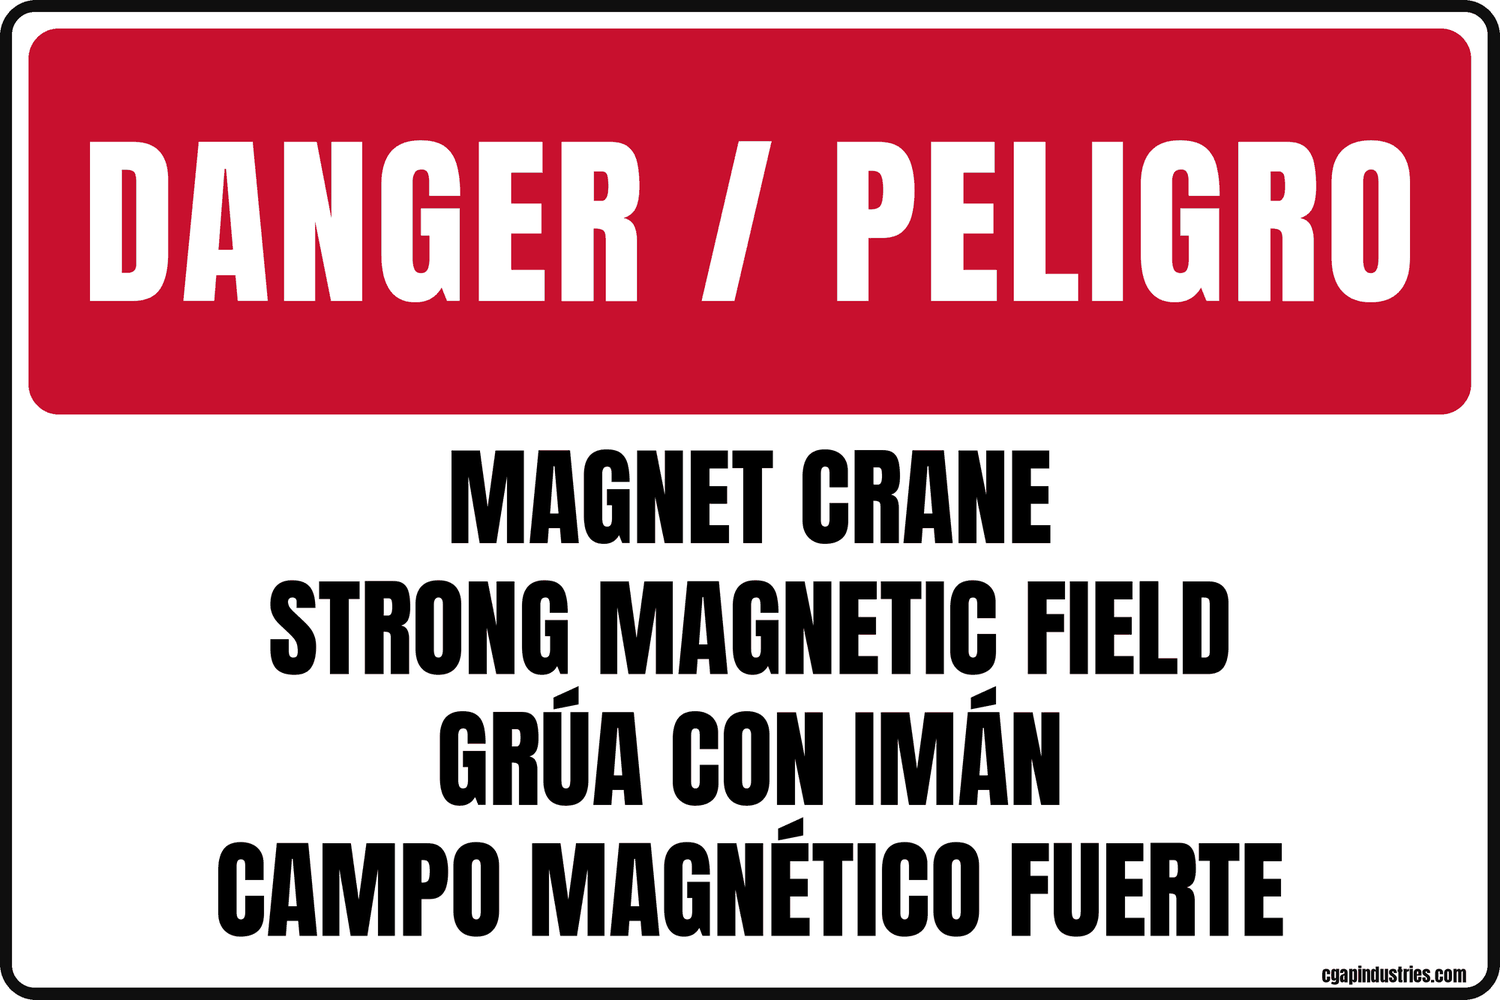 DANGER / PELIGRO
MAGNET CRANE
STRONG MAGNETIC FIELD
GRÚA CON IMÁN
CAMPO MAGNÉTICO FUERTE
cgapindustries.com